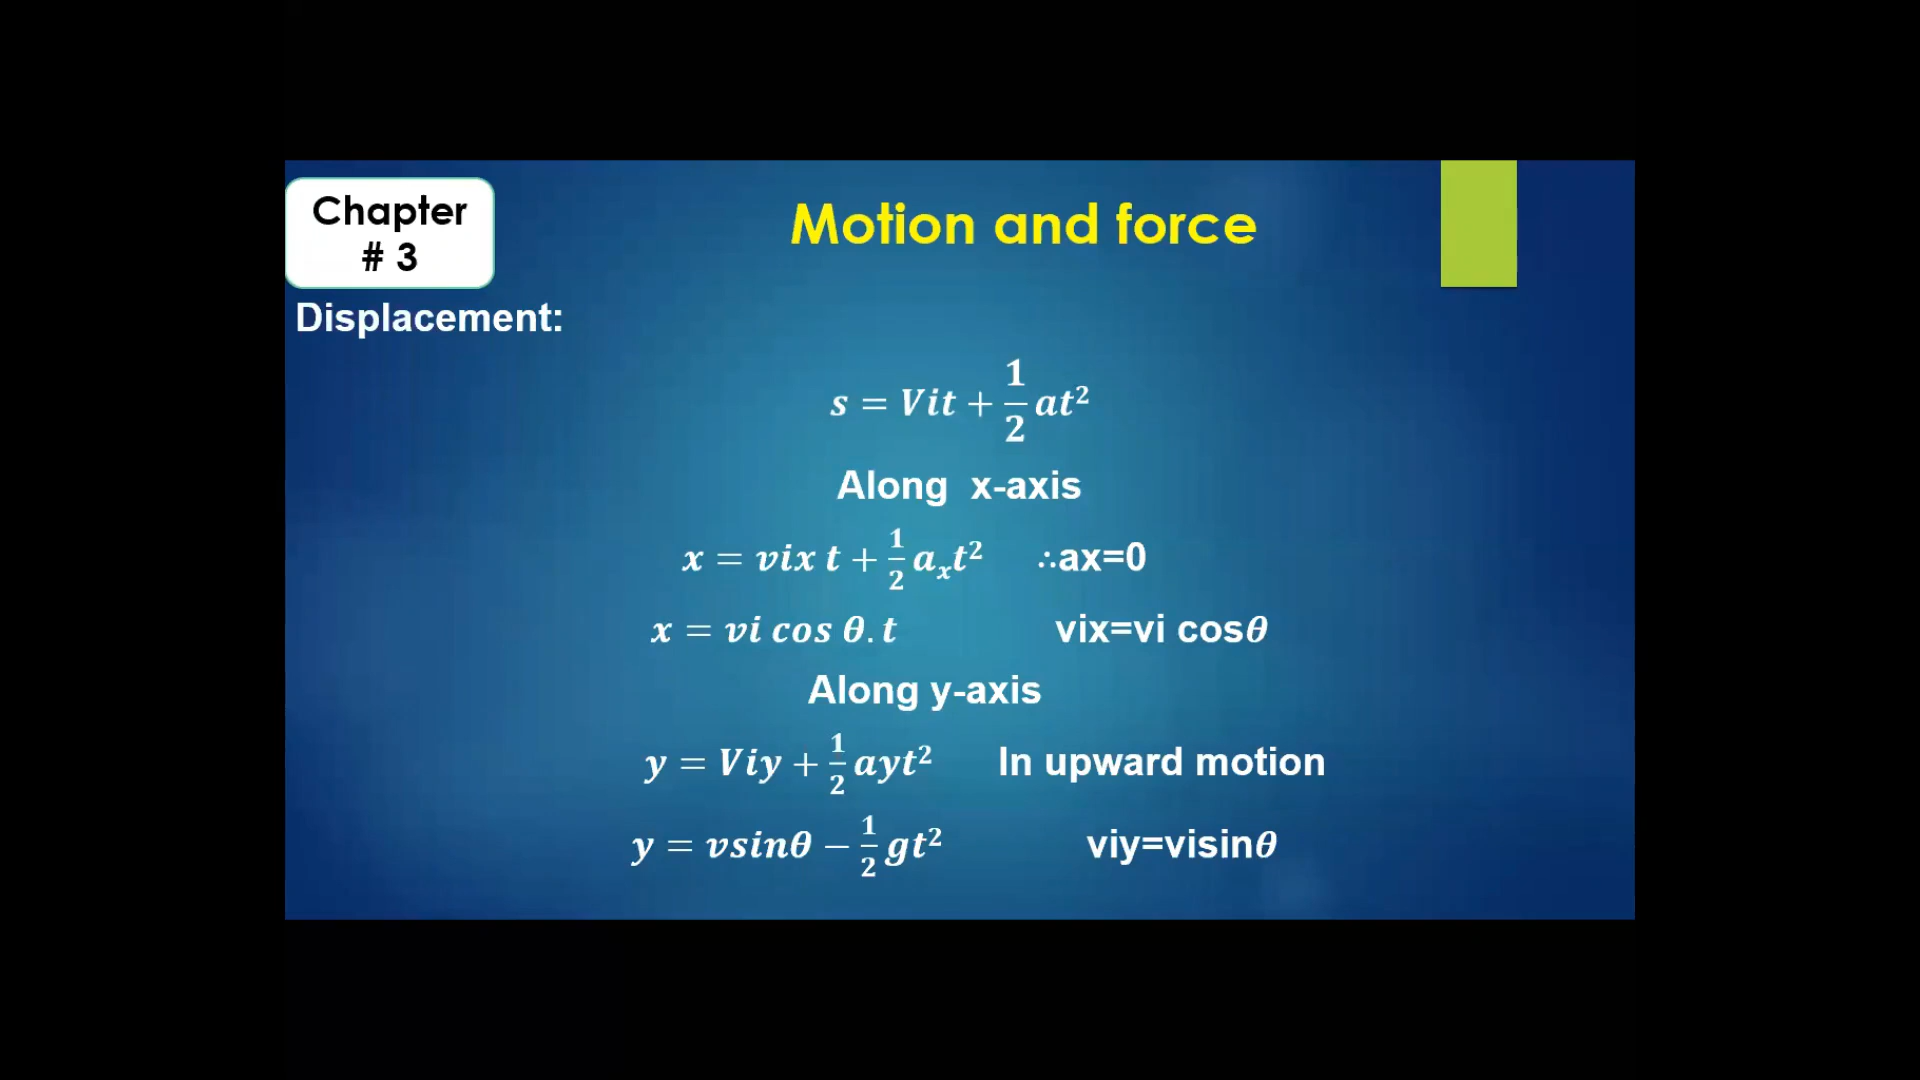 Chapter
# 3
Motion and force
Displacement:
s = Vit + 1/2 at²
Along x-axis
x = vix t + 1/2 aₓt² ∴ax=0
x = vi cos θ. t vix=vi cosθ
Along y-axis
y = Viy + 1/2 ayt² In upward motion
y = vsinθ − 1/2 gt² viy=visinθ